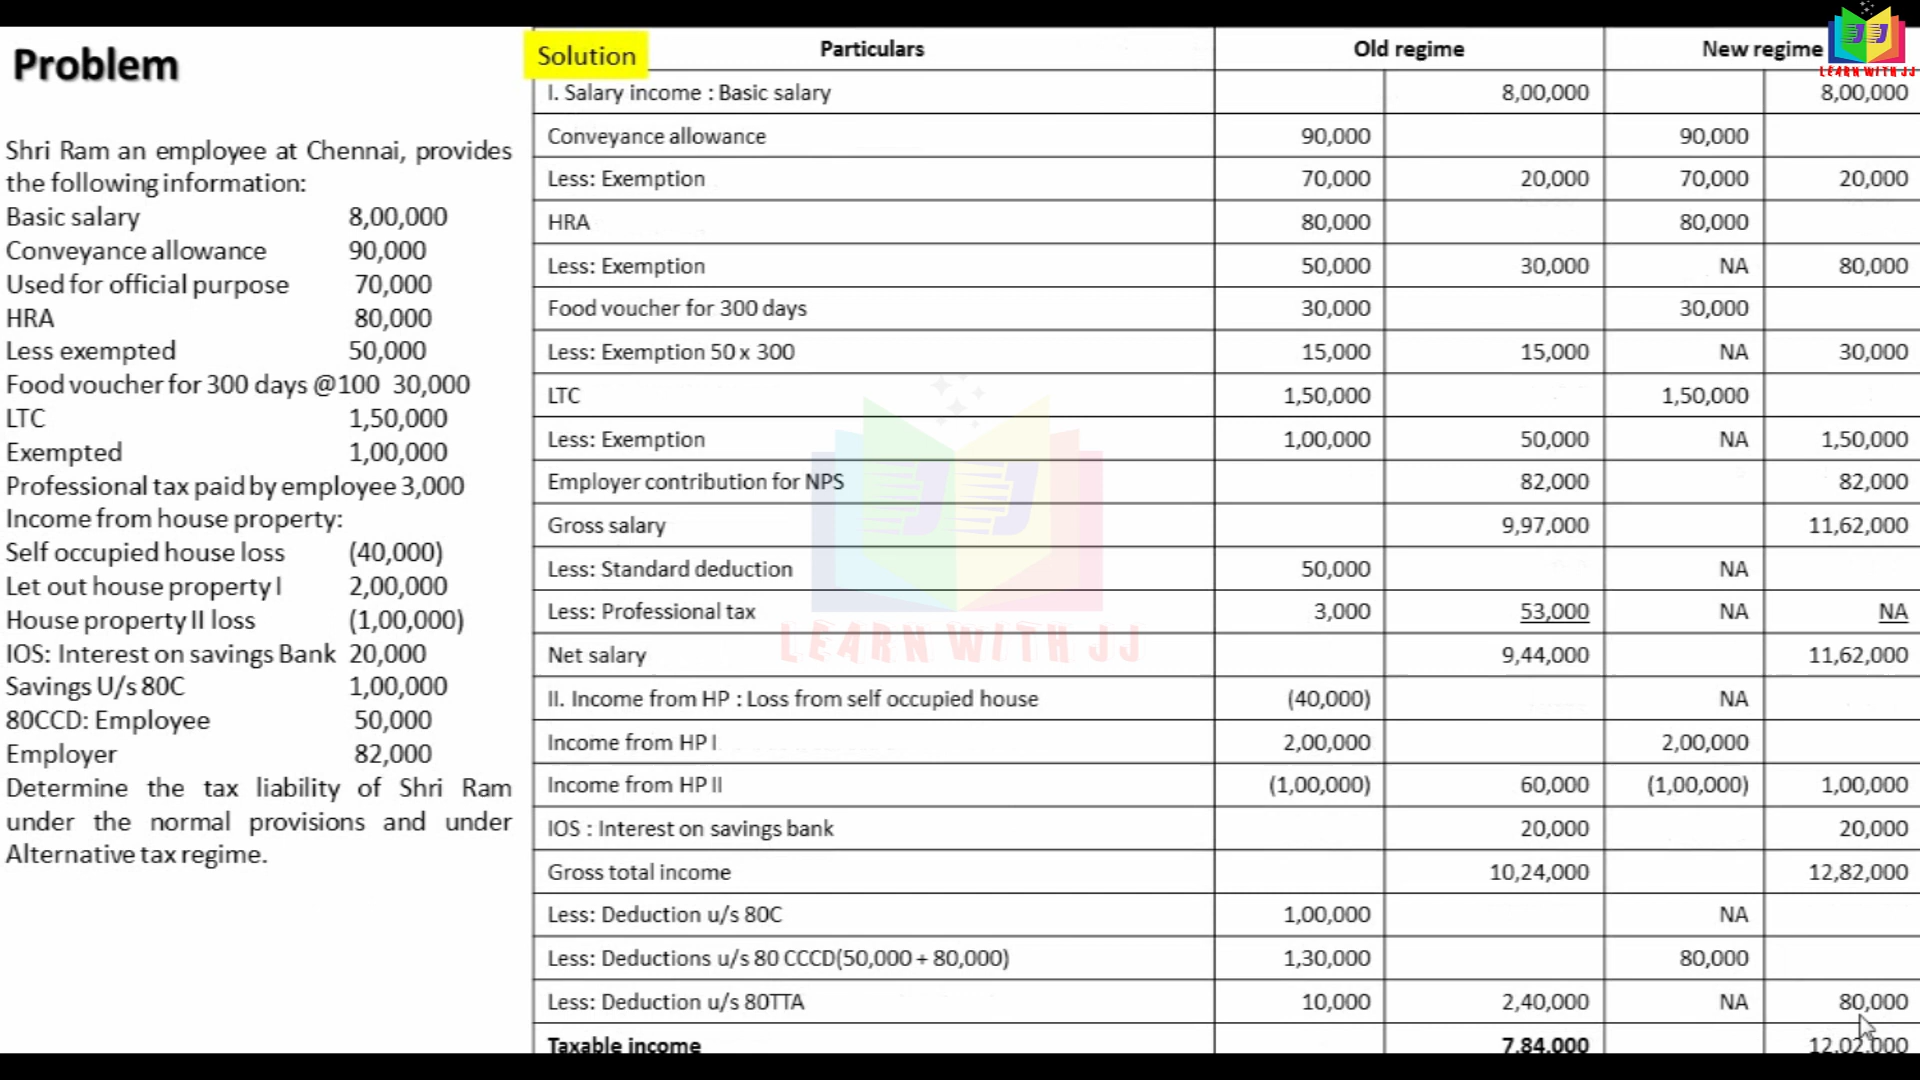 Problem
Shri Ram an employee at Chennai, provides
the following information:
Basic salary 8,00,000
Conveyance allowance 90,000
Used for official purpose 70,000
HRA 80,000
Less exempted 50,000
Food voucher for 300 days @100 30,000
LTC 1,50,000
Exempted 1,00,000
Professional tax paid by employee 3,000
Income from house property:
Self occupied house loss (40,000)
Let out house property I 2,00,000
House property II loss (1,00,000)
IOS: Interest on savings Bank 20,000
Savings U/s 80C 1,00,000
80CCD: Employee 50,000
Employer 82,000
Determine the tax liability of Shri Ram
under the normal provisions and under
Alternative tax regime.
Solution Particulars Old regime New regime
I. Salary income : Basic salary 8,00,000 8,00,000
Conveyance allowance 90,000 90,000
Less: Exemption 70,000 20,000 70,000 20,000
HRA 80,000 80,000
Less: Exemption 50,000 30,000 NA 80,000
Food voucher for 300 days 30,000 30,000
Less: Exemption 50 x 300 15,000 15,000 NA 30,000
LTC 1,50,000 1,50,000
Less: Exemption 1,00,000 50,000 NA 1,50,000
Employer contribution for NPS 82,000 82,000
Gross salary 9,97,000 11,62,000
Less: Standard deduction 50,000 NA
Less: Professional tax 3,000 53,000 NA NA
Net salary 9,44,000 11,62,000
II. Income from HP : Loss from self occupied house (40,000) NA
Income from HP I 2,00,000 2,00,000
Income from HP II (1,00,000) 60,000 (1,00,000) 1,00,000
IOS : Interest on savings bank 20,000 20,000
Gross total income 10,24,000 12,82,000
Less: Deduction u/s 80C 1,00,000 NA
Less: Deductions u/s 80 CCCD(50,000 + 80,000) 1,30,000 80,000
Less: Deduction u/s 80TTA 10,000 2,40,000 NA 80,000
Taxable income 7,84,000 12,02,000
JJ
LEARN WITH JJ
JJ
LEARN WITH JJ